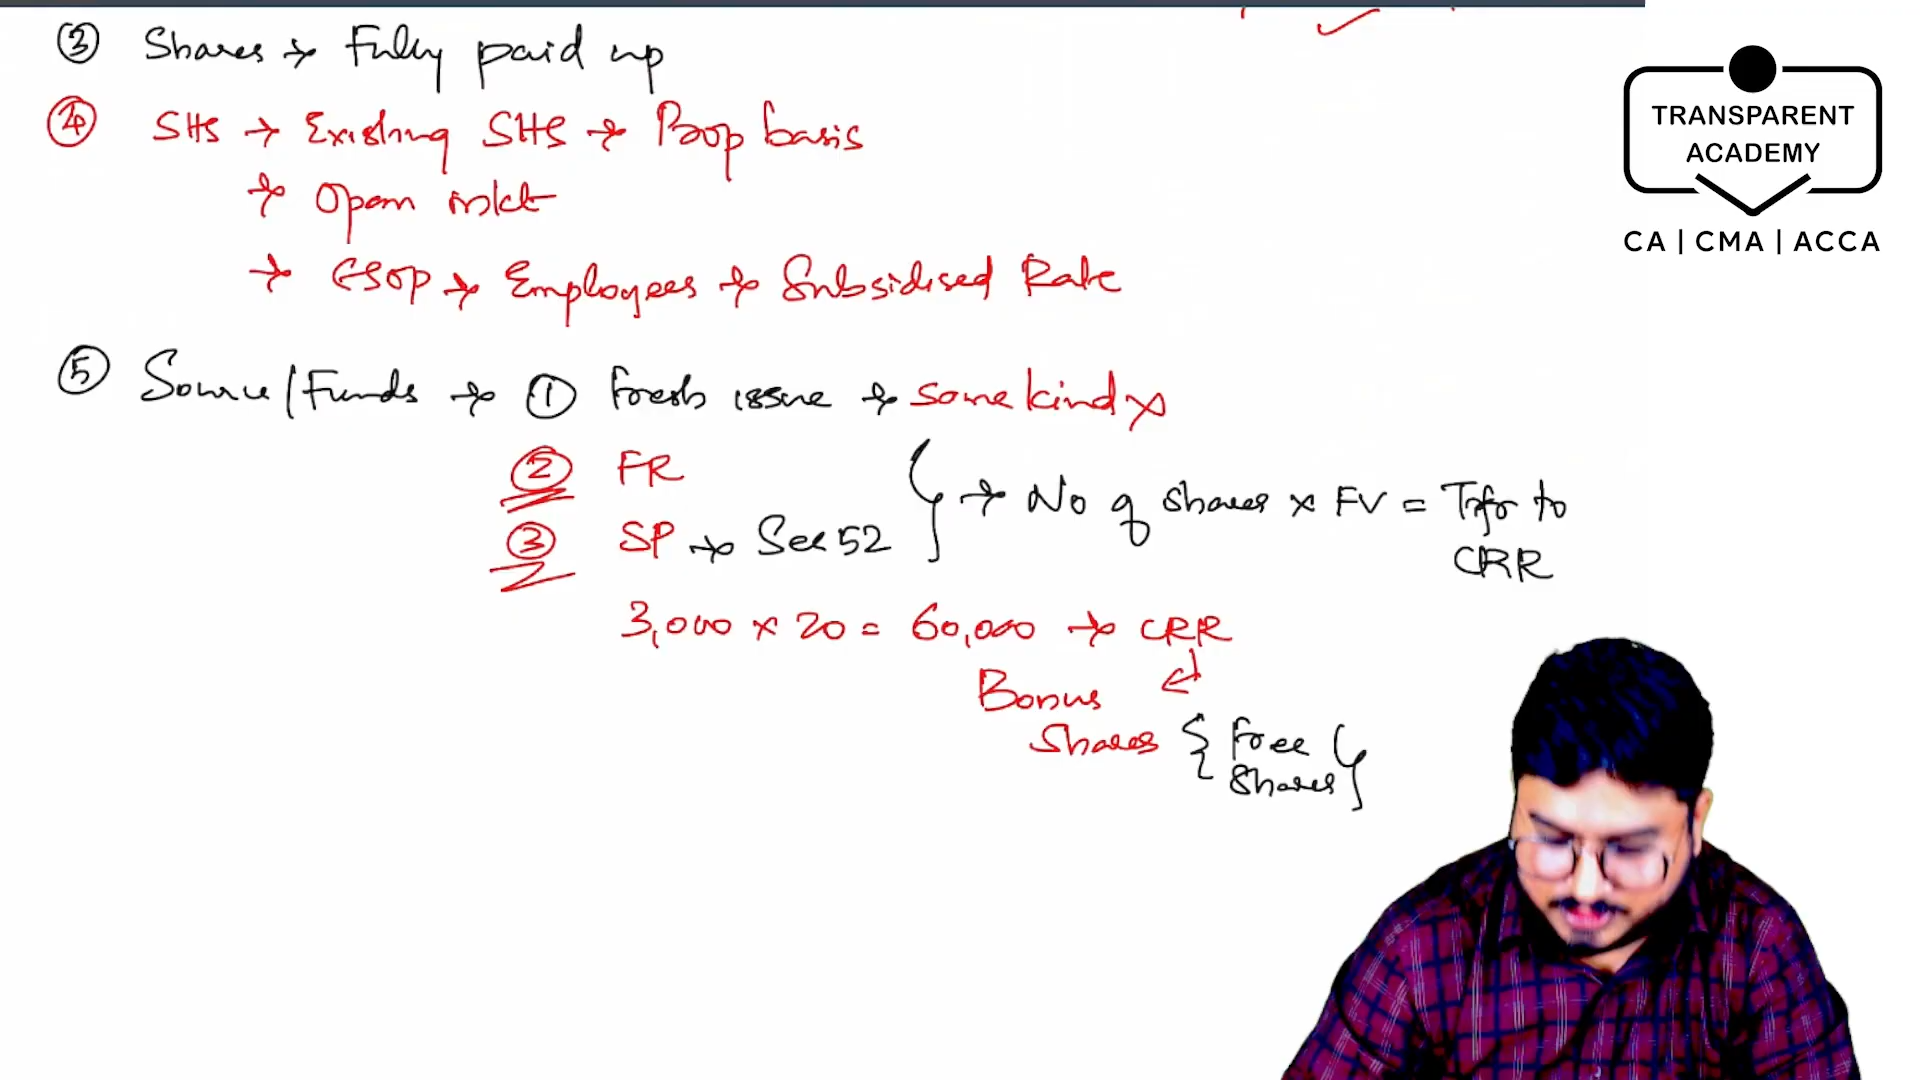 ③ Shares → Fully paid up
④ SHS → Existing SHS → Prop basis
→ Open mkt
→ ESOP → Employees → Subsidised Rate
⑤ Source/Funds → ① Fresh issue → same kind x
② FR
③ SP → Sec 52
} → No of shares x FV = Trfr to CRR
3,000 x 20 = 60,000 → CRR
Bonus
Shares { Free
Shares }
TRANSPARENT
ACADEMY
CA | CMA | ACCA